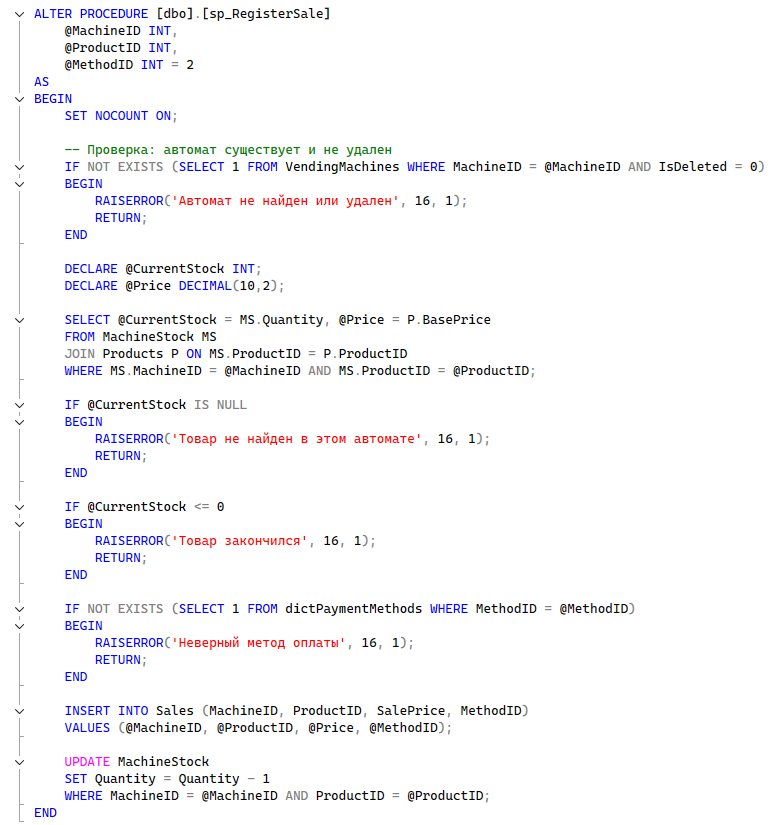 ALTER PROCEDURE [dbo].[sp_RegisterSale]
    @MachineID INT,
    @ProductID INT,
    @MethodID INT = 2
AS
BEGIN
    SET NOCOUNT ON;

    -- Проверка: автомат существует и не удален
    IF NOT EXISTS (SELECT 1 FROM VendingMachines WHERE MachineID = @MachineID AND IsDeleted = 0)
    BEGIN
        RAISERROR('Автомат не найден или удален', 16, 1);
        RETURN;
    END

    DECLARE @CurrentStock INT;
    DECLARE @Price DECIMAL(10,2);

    SELECT @CurrentStock = MS.Quantity, @Price = P.BasePrice
    FROM MachineStock MS
    JOIN Products P ON MS.ProductID = P.ProductID
    WHERE MS.MachineID = @MachineID AND MS.ProductID = @ProductID;

    IF @CurrentStock IS NULL
    BEGIN
        RAISERROR('Товар не найден в этом автомате', 16, 1);
        RETURN;
    END

    IF @CurrentStock <= 0
    BEGIN
        RAISERROR('Товар закончился', 16, 1);
        RETURN;
    END

    IF NOT EXISTS (SELECT 1 FROM dictPaymentMethods WHERE MethodID = @MethodID)
    BEGIN
        RAISERROR('Неверный метод оплаты', 16, 1);
        RETURN;
    END

    INSERT INTO Sales (MachineID, ProductID, SalePrice, MethodID)
    VALUES (@MachineID, @ProductID, @Price, @MethodID);

    UPDATE MachineStock
    SET Quantity = Quantity - 1
    WHERE MachineID = @MachineID AND ProductID = @ProductID;
END